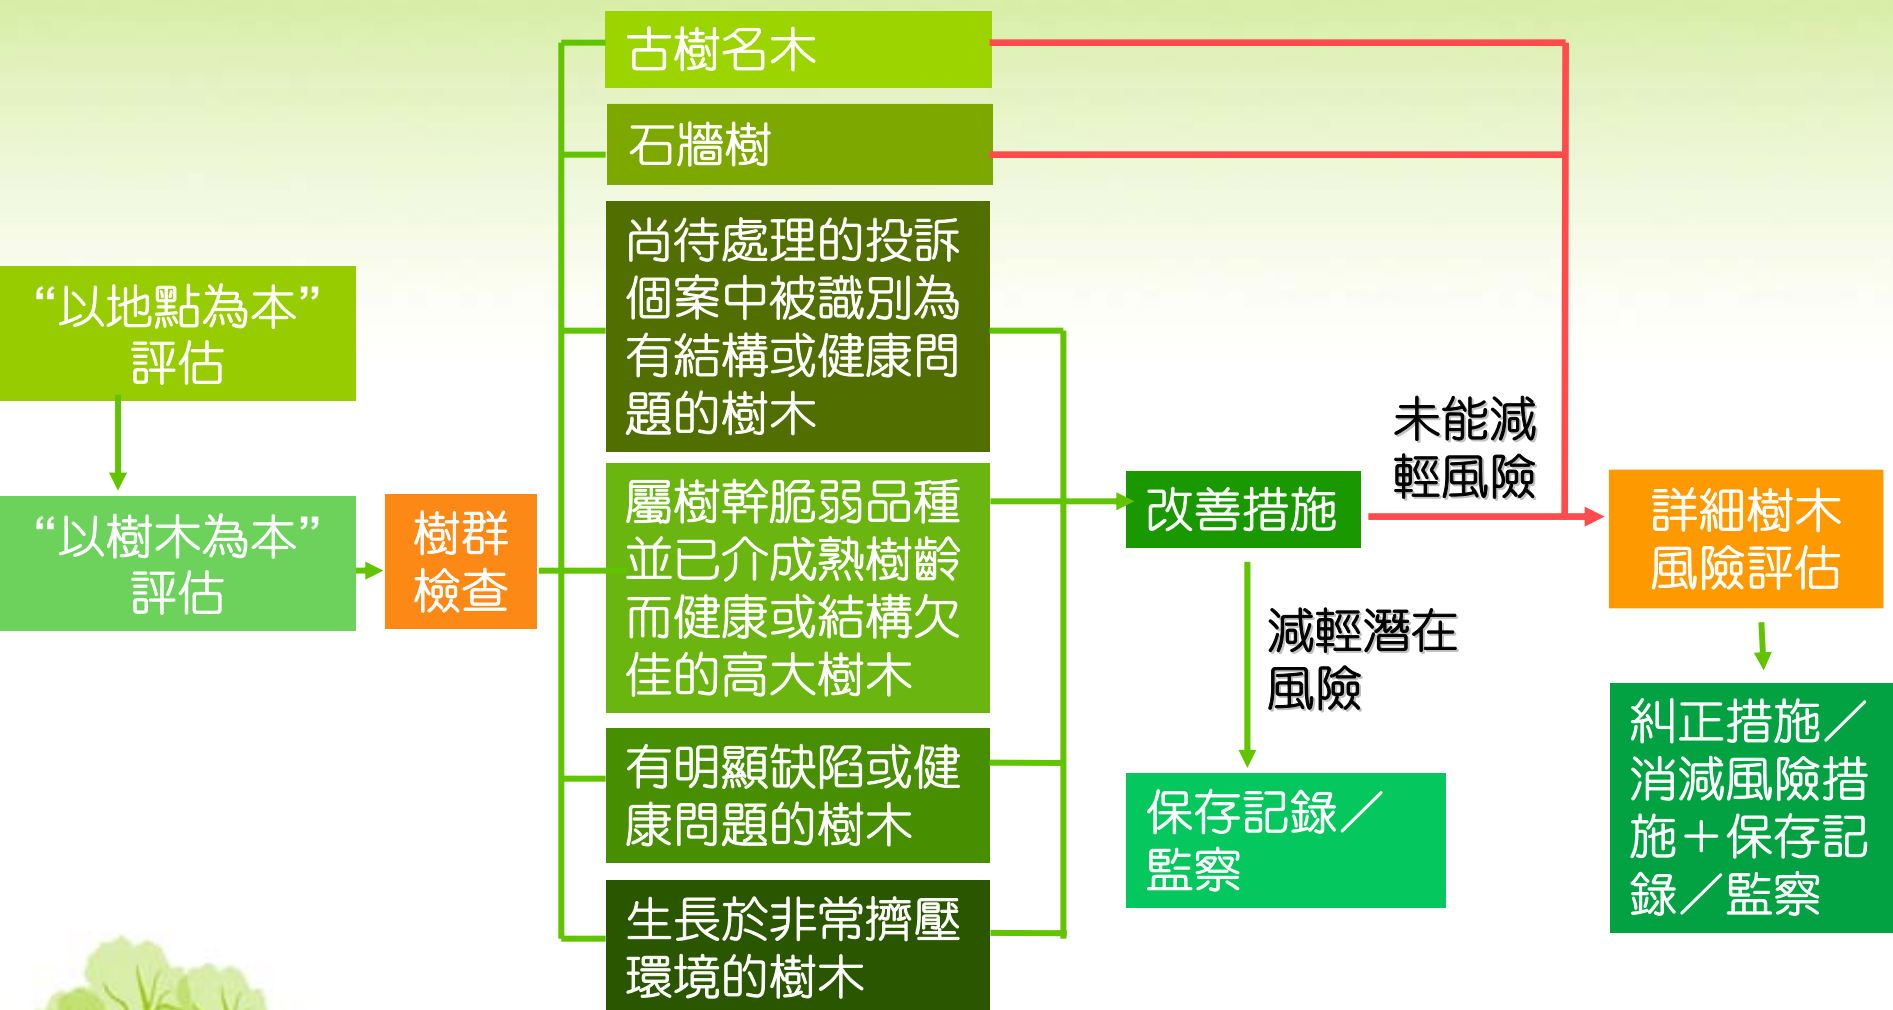 “以地點為本”
評估
“以樹木為本”
評估
樹群
檢查
古樹名木
石牆樹
尚待處理的投訴
個案中被識別為
有結構或健康問
題的樹木
屬樹幹脆弱品種
並已介成熟樹齡
而健康或結構欠
佳的高大樹木
有明顯缺陷或健
康問題的樹木
生長於非常擠壓
環境的樹木
改善措施
未能減
輕風險
減輕潛在
風險
保存記錄／
監察
詳細樹木
風險評估
糾正措施／
消減風險措
施＋保存記
錄／監察